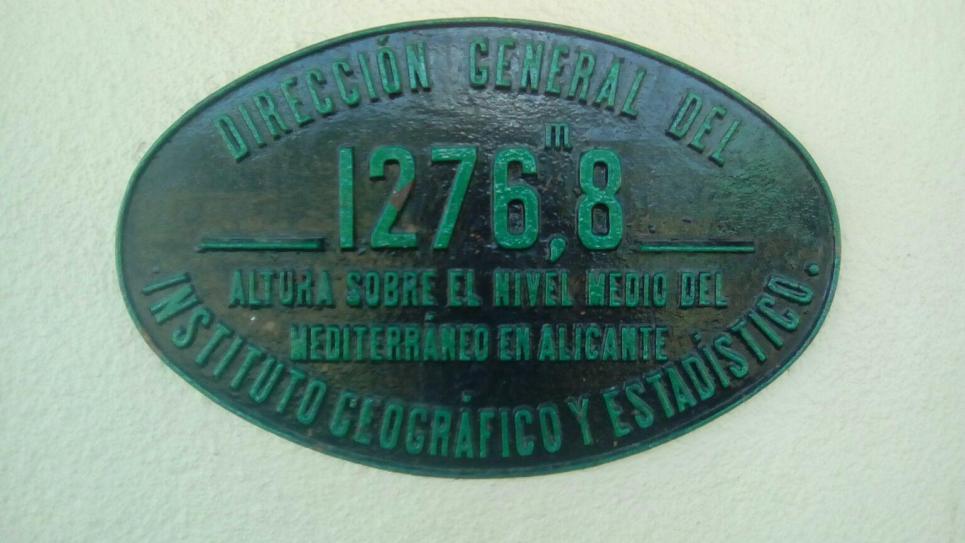 DIRECCIÓN GENERAL DEL
1276,8 m
ALTURA SOBRE EL NIVEL MEDIO DEL
MEDITERRÁNEO EN ALICANTE
INSTITUTO GEOGRÁFICO Y ESTADÍSTICO.